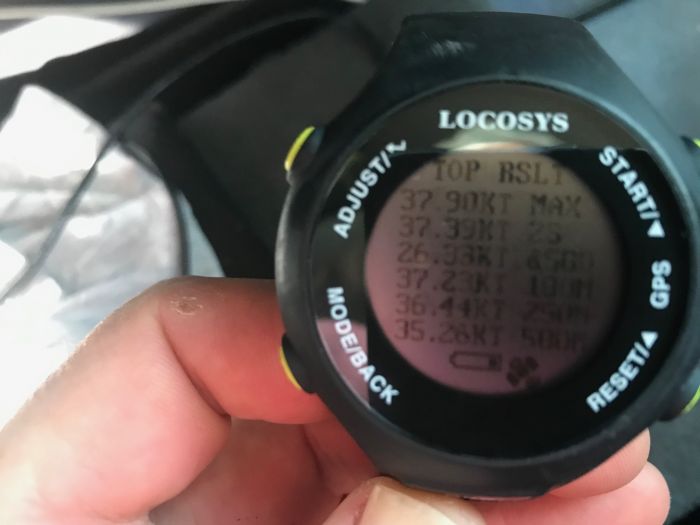 LOCOSYS
ADJUST/
START/▼
TOP RSLT
37.90KT MAX
37.39KT 2S
26.33KT A500
37.23KT 100M
36.44KT 250M
35.26KT 500M
GPS
MODE/BACK
RESET/▲